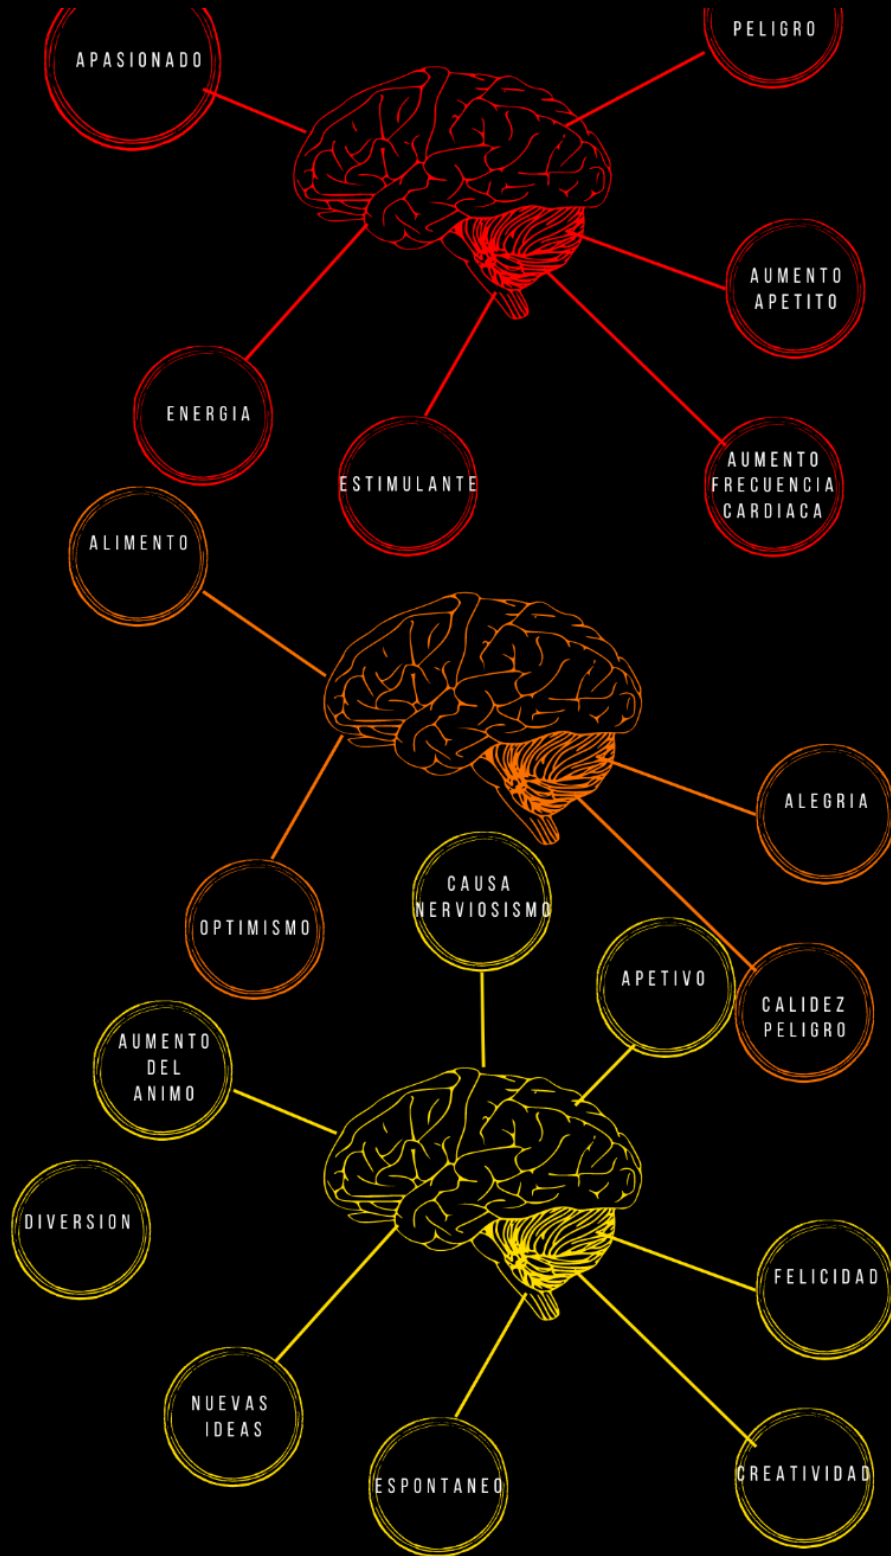 APASIONADO
PELIGRO
AUMENTO
APETITO
ENERGIA
ESTIMULANTE
AUMENTO
FRECUENCIA
CARDIACA
ALIMENTO
ALEGRIA
OPTIMISMO
CALIDEZ
PELIGRO
CAUSA
NERVIOSISMO
APETIVO
AUMENTO
DEL
ANIMO
DIVERSION
FELICIDAD
NUEVAS
IDEAS
ESPONTANEO
CREATIVIDAD